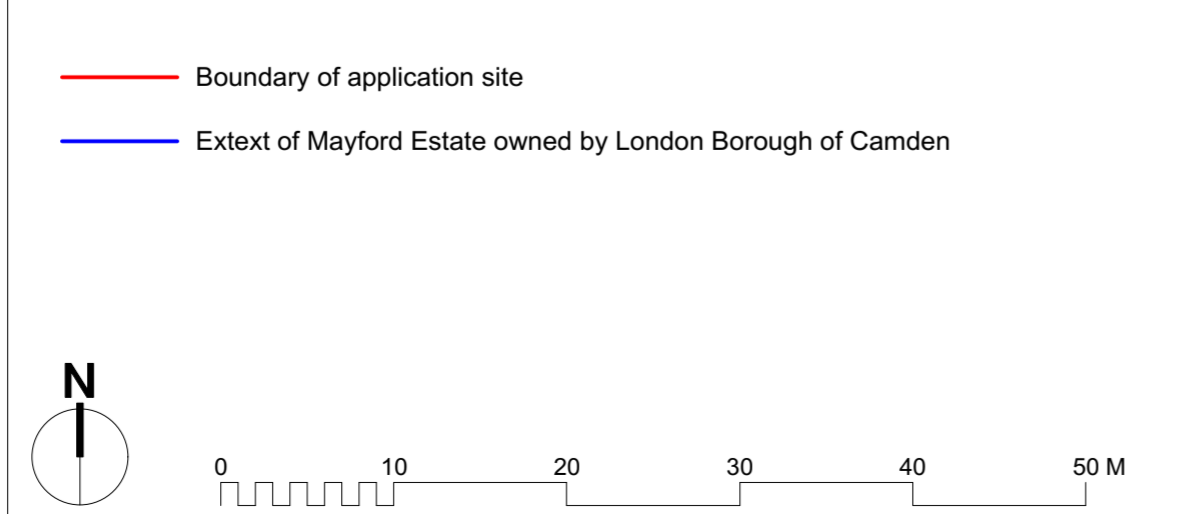 Boundary of application site
Extext of Mayford Estate owned by London Borough of Camden
N
0 10 20 30 40 50 M